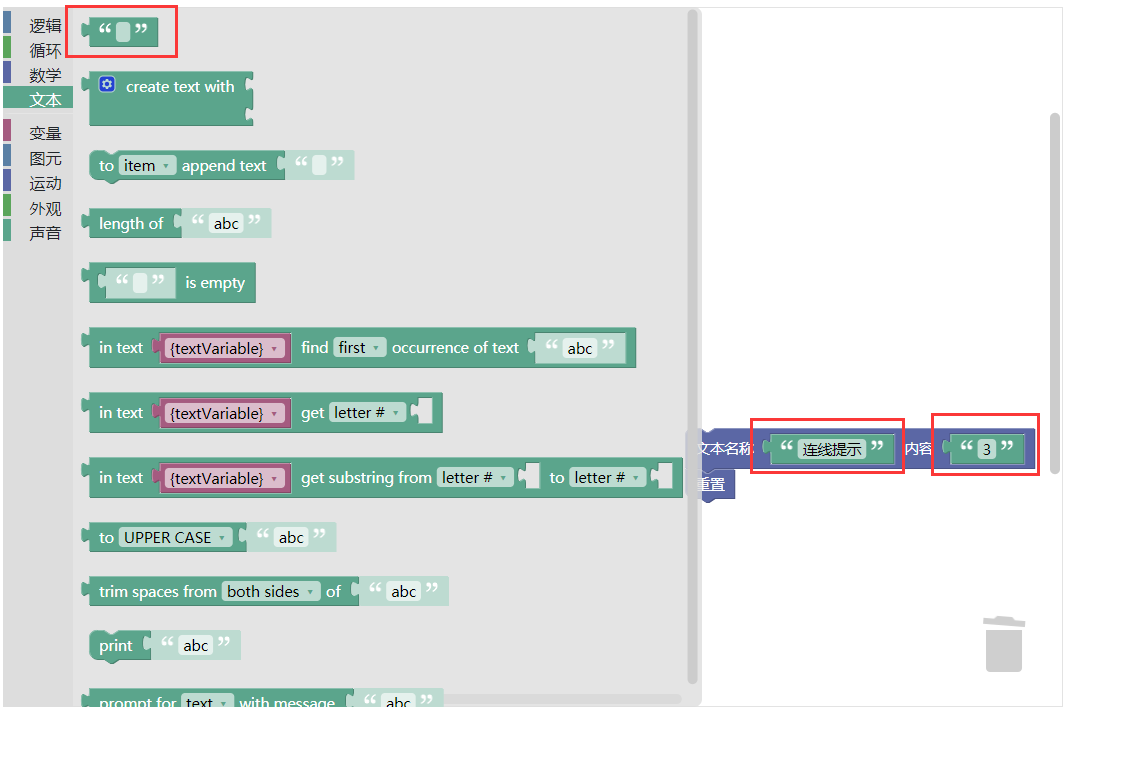 逻辑
循环
数学
文本
变量
图元
运动
外观
声音
“ ”
create text with
to item append text “ ”
length of “ abc ”
“ ” is empty
in text {textVariable} find first occurrence of text “ abc ”
in text {textVariable} get letter #
in text {textVariable} get substring from letter # to letter #
to UPPER CASE “ abc ”
trim spaces from both sides of “ abc ”
print “ abc ”
prompt for text with message “ abc ”
文本名称: “ 连线提示 ” 内容 “ 3 ”
重置